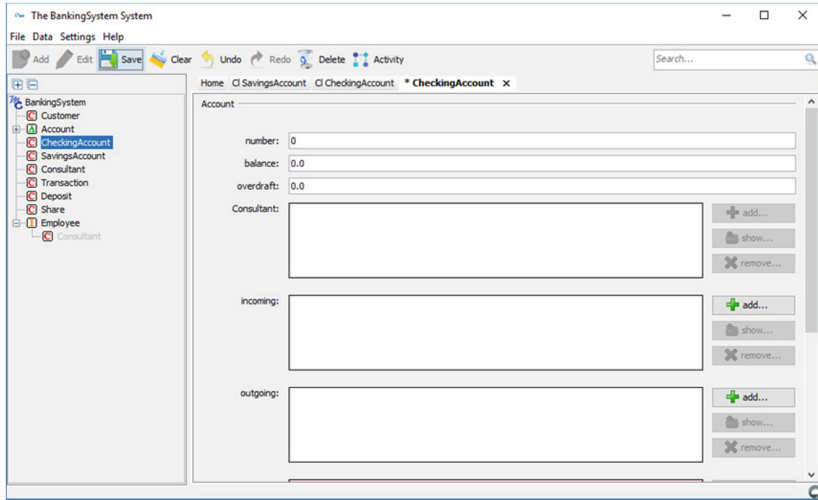 The BankingSystem System
File Data Settings Help
Add Edit Save Clear Undo Redo Delete Activity Search...
Home Cl SavingsAccount Cl CheckingAccount * CheckingAccount x
BankingSystem
C Customer
A Account
C CheckingAccount
C SavingsAccount
C Consultant
C Transaction
C Deposit
C Share
I Employee
C Consultant
Account
number: 0
balance: 0.0
overdraft: 0.0
Consultant:
add...
show...
remove...
incoming:
add...
show...
remove...
outgoing:
add...
show...
remove...